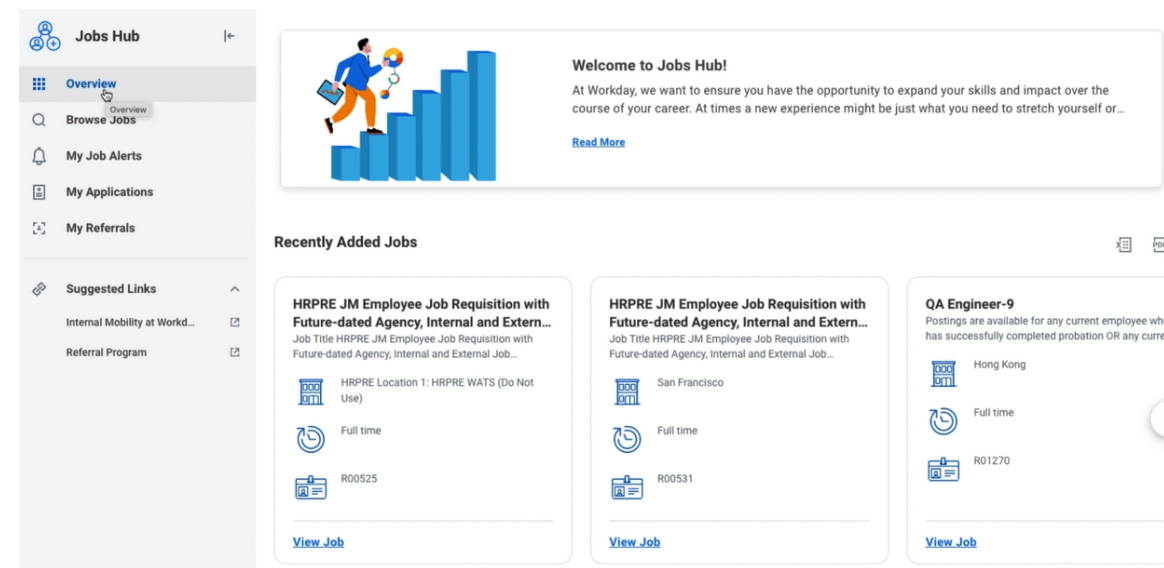 Jobs Hub
Overview
Overview
Browse Jobs
My Job Alerts
My Applications
My Referrals
Suggested Links
Internal Mobility at Workd...
Referral Program
Welcome to Jobs Hub!
At Workday, we want to ensure you have the opportunity to expand your skills and impact over the
course of your career. At times a new experience might be just what you need to stretch yourself or...
Read More
Recently Added Jobs
HRPRE JM Employee Job Requisition with
Future-dated Agency, Internal and Extern...
Job Title HRPRE JM Employee Job Requisition with
Future-dated Agency, Internal and External Job...
HRPRE Location 1: HRPRE WATS (Do Not
Use)
Full time
R00525
View Job
HRPRE JM Employee Job Requisition with
Future-dated Agency, Internal and Extern...
Job Title HRPRE JM Employee Job Requisition with
Future-dated Agency, Internal and External Job...
San Francisco
Full time
R00531
View Job
QA Engineer-9
Postings are available for any current employee wh
has successfully completed probation OR any curre
Hong Kong
Full time
R01270
View Job